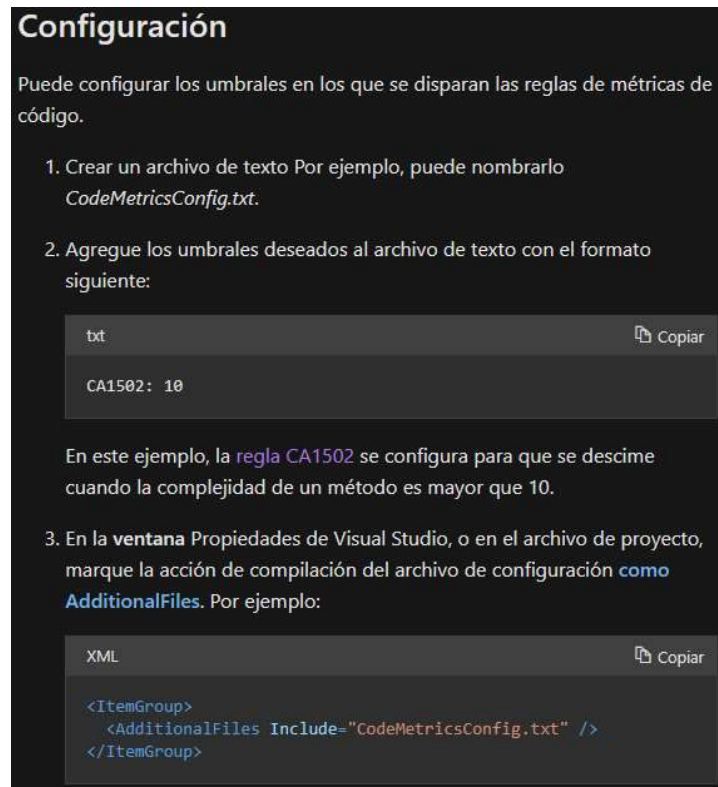 Configuración
Puede configurar los umbrales en los que se disparan las reglas de métricas de
código.
1. Crear un archivo de texto Por ejemplo, puede nombrarlo
CodeMetricsConfig.txt.
2. Agregue los umbrales deseados al archivo de texto con el formato
siguiente:
txt Copiar
CA1502: 10
En este ejemplo, la regla CA1502 se configura para que se descime
cuando la complejidad de un método es mayor que 10.
3. En la ventana Propiedades de Visual Studio, o en el archivo de proyecto,
marque la acción de compilación del archivo de configuración como
AdditionalFiles. Por ejemplo:
XML Copiar
<ItemGroup>
  <AdditionalFiles Include="CodeMetricsConfig.txt" />
</ItemGroup>